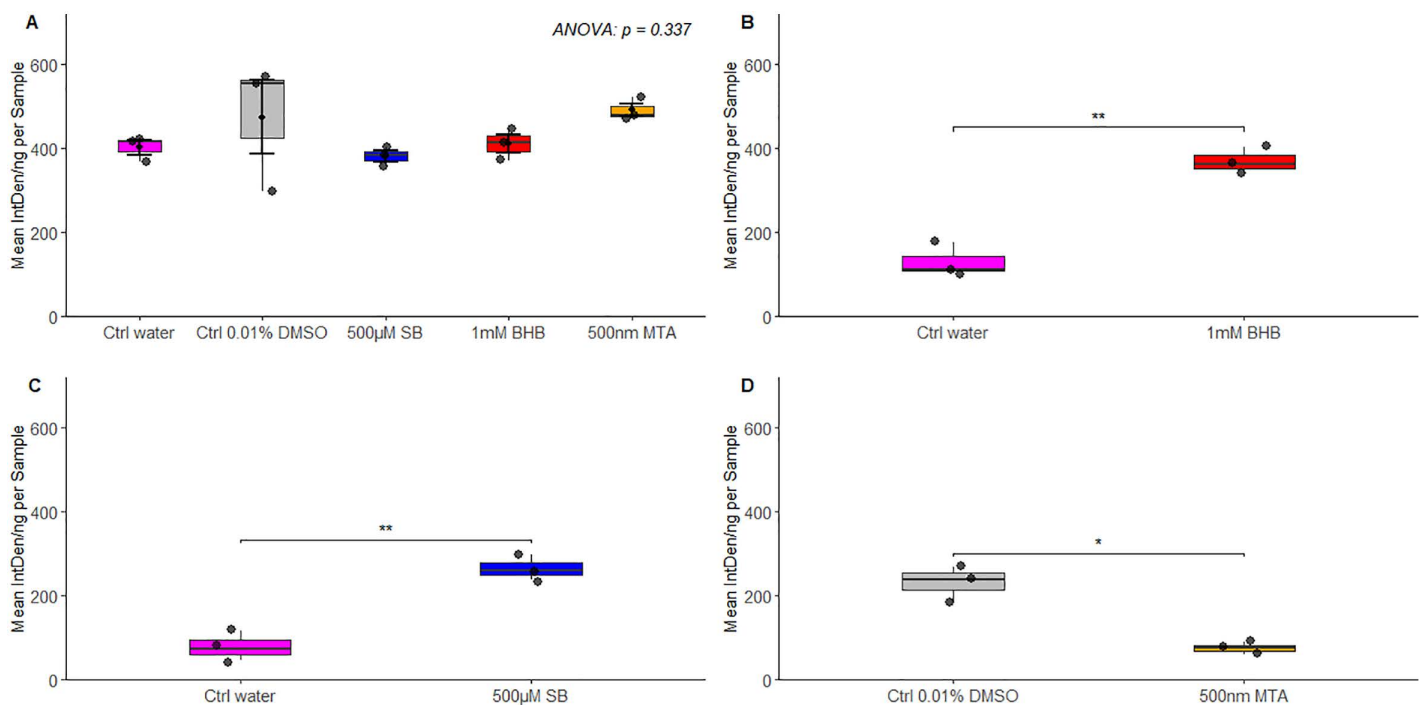 A
ANOVA: p = 0.337
Mean IntDen/ng per Sample
600
400
200
0
Ctrl water
Ctrl 0.01% DMSO
500µM SB
1mM BHB
500nm MTA
B
**
Mean IntDen/ng per Sample
600
400
200
0
Ctrl water
1mM BHB
C
**
Mean IntDen/ng per Sample
600
400
200
0
Ctrl water
500µM SB
D
*
Mean IntDen/ng per Sample
600
400
200
0
Ctrl 0.01% DMSO
500nm MTA